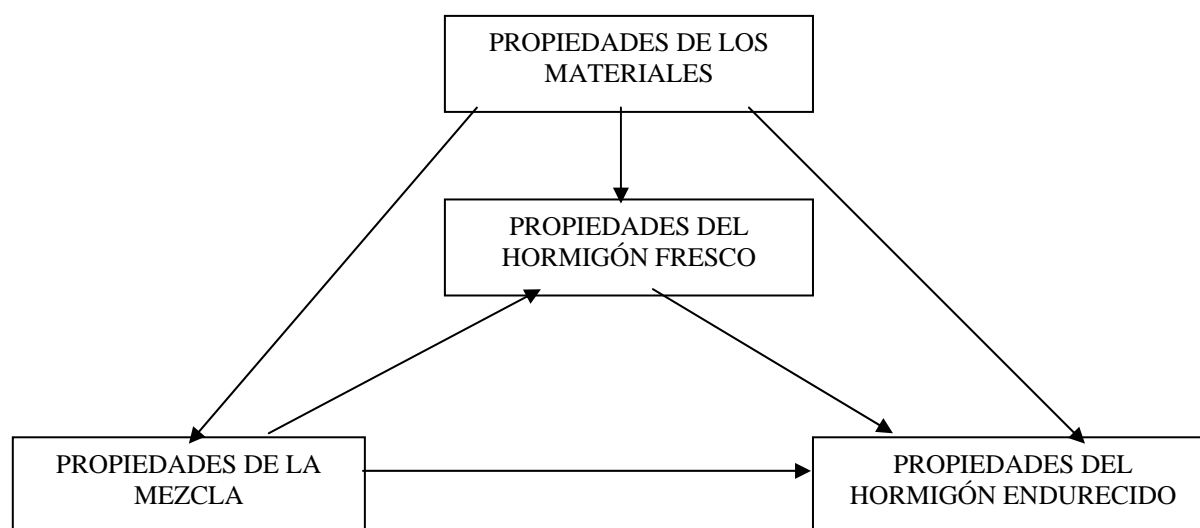 PROPIEDADES DE LOS
MATERIALES
PROPIEDADES DEL
HORMIGÓN FRESCO
PROPIEDADES DE LA
MEZCLA
PROPIEDADES DEL
HORMIGÓN ENDURECIDO